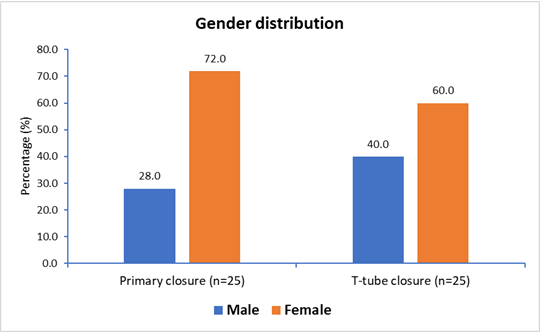 Gender distribution
Percentage (%)
80.0
70.0
60.0
50.0
40.0
30.0
20.0
10.0
0.0
28.0
72.0
40.0
60.0
Primary closure (n=25)
T-tube closure (n=25)
Male
Female